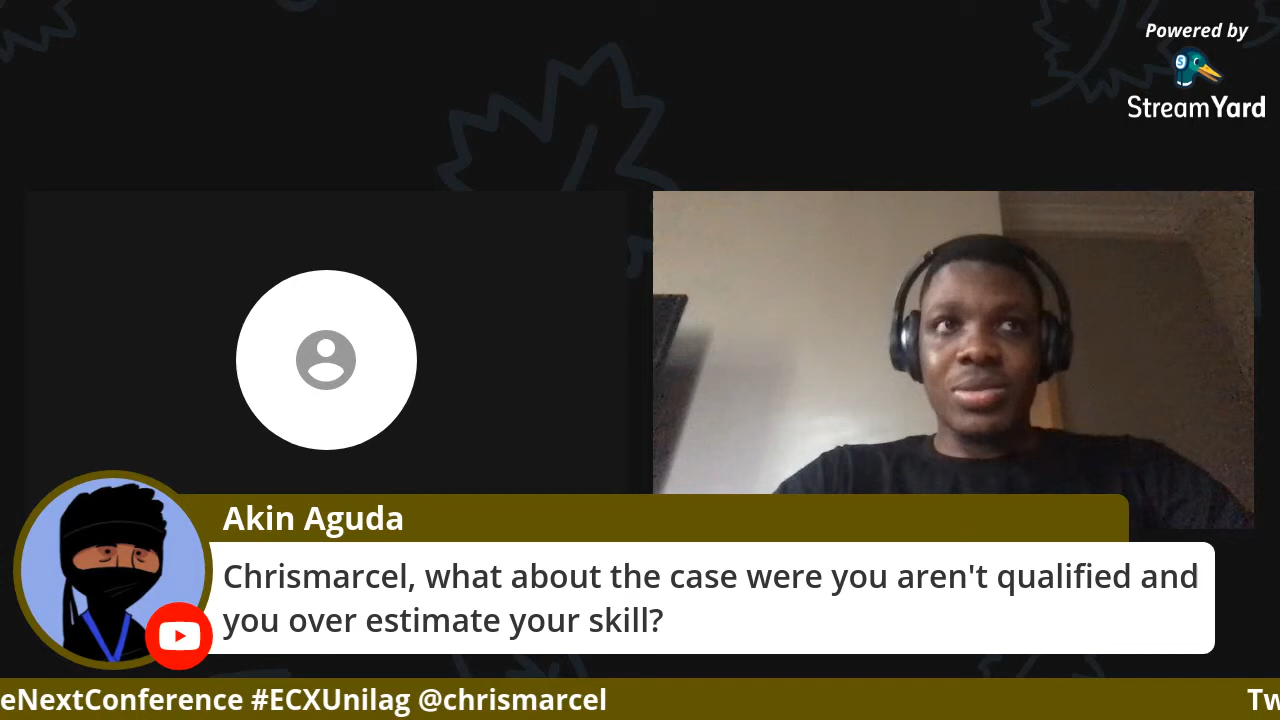 Powered by
StreamYard
Akin Aguda
Chrismarcel, what about the case were you aren't qualified and
you over estimate your skill?
eNextConference #ECXUnilag @chrismarcel
Tw